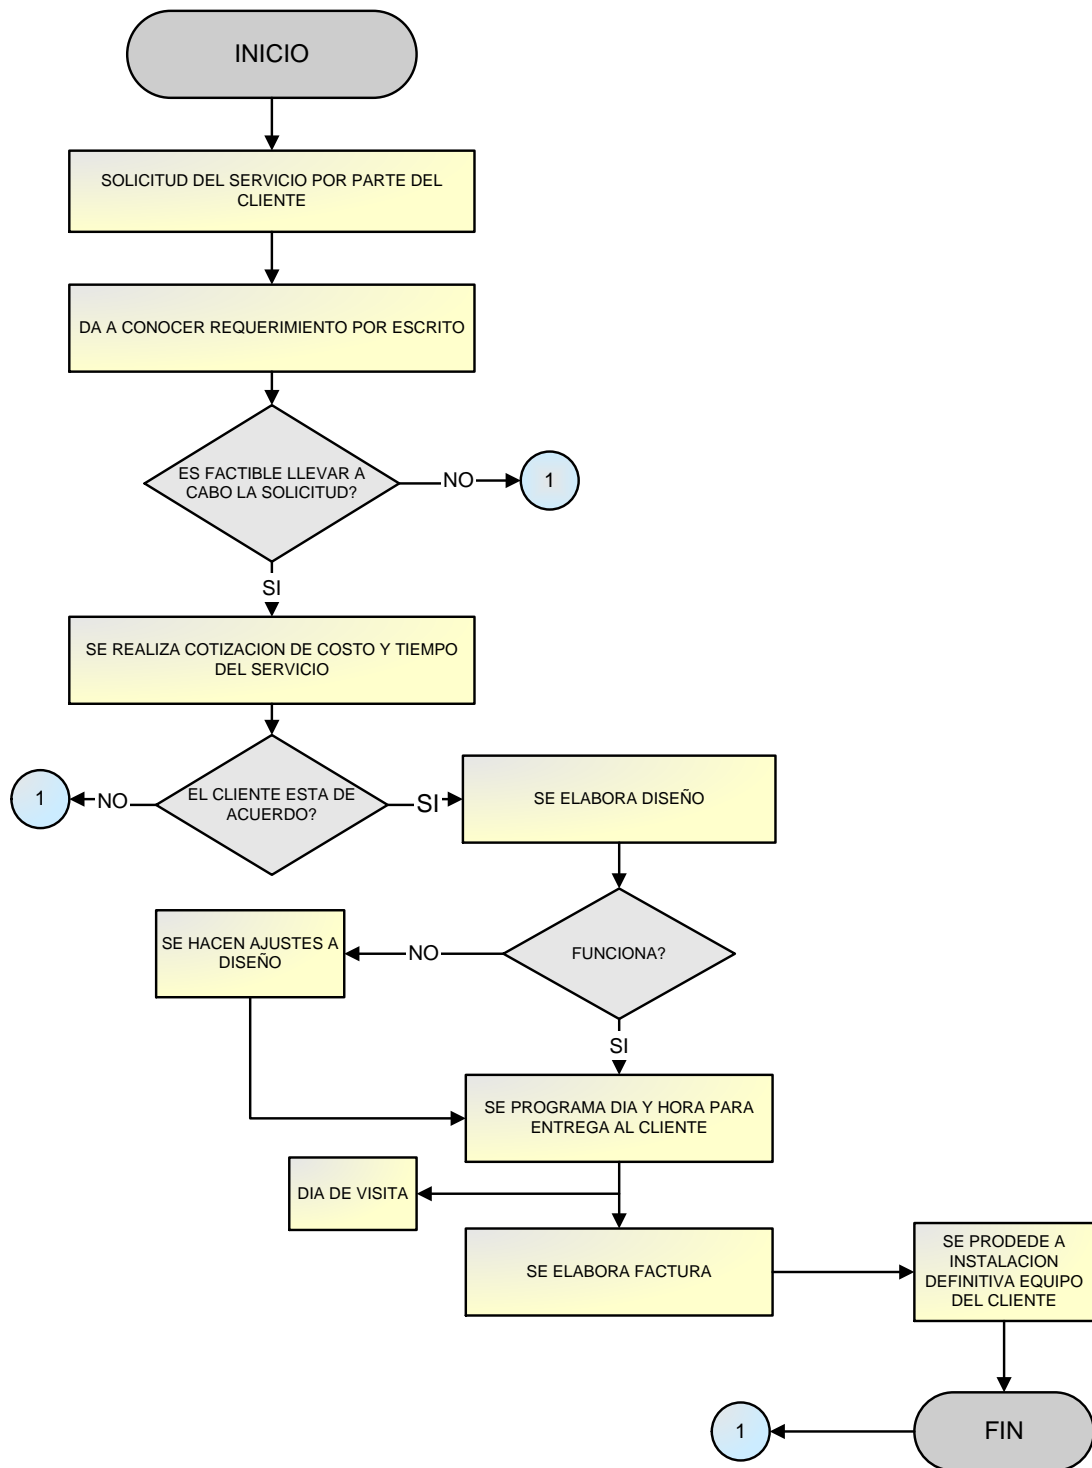 INICIO
SOLICITUD DEL SERVICIO POR PARTE DEL
CLIENTE
DA A CONOCER REQUERIMIENTO POR ESCRITO
ES FACTIBLE LLEVAR A
CABO LA SOLICITUD?
NO
1
SI
SE REALIZA COTIZACION DE COSTO Y TIEMPO
DEL SERVICIO
1
NO
EL CLIENTE ESTA DE
ACUERDO?
SI
SE ELABORA DISEÑO
SE HACEN AJUSTES A
DISEÑO
NO
FUNCIONA?
SI
SE PROGRAMA DIA Y HORA PARA
ENTREGA AL CLIENTE
DIA DE VISITA
SE ELABORA FACTURA
SE PRODEDE A
INSTALACION
DEFINITIVA EQUIPO
DEL CLIENTE
1
FIN